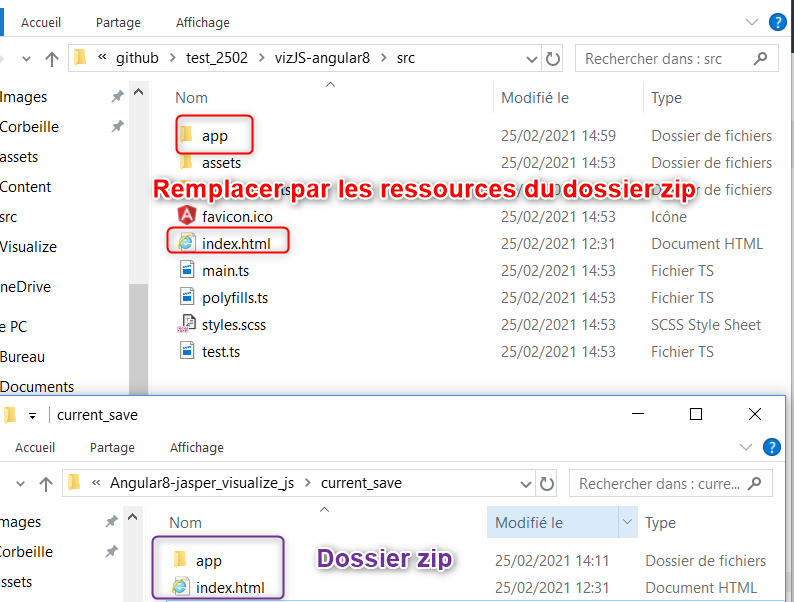 Accueil Partage Affichage
« github > test_2502 > vizJS-angular8 > src
Rechercher dans : src
Nom Modifié le Type
Images
Corbeille
assets
Content
src
Visualize
neDrive
e PC
Bureau
Documents
app 25/02/2021 14:59 Dossier de fichiers
assets 25/02/2021 14:53 Dossier de fichiers
Remplacer par les ressources du dossier zip
ts r de fichiers
favicon.ico 25/02/2021 14:53 Icône
index.html 25/02/2021 12:31 Document HTML
main.ts 25/02/2021 14:53 Fichier TS
polyfills.ts 25/02/2021 14:53 Fichier TS
styles.scss 25/02/2021 14:53 SCSS Style Sheet
test.ts 25/02/2021 14:53 Fichier TS
current_save
Accueil Partage Affichage
« Angular8-jasper_visualize_js > current_save
Rechercher dans : curre...
Nom Modifié le Type
mages
Corbeille
ssets
app 25/02/2021 14:11 Dossier de fichiers
Dossier zip
index.html 25/02/2021 12:31 Document HTML